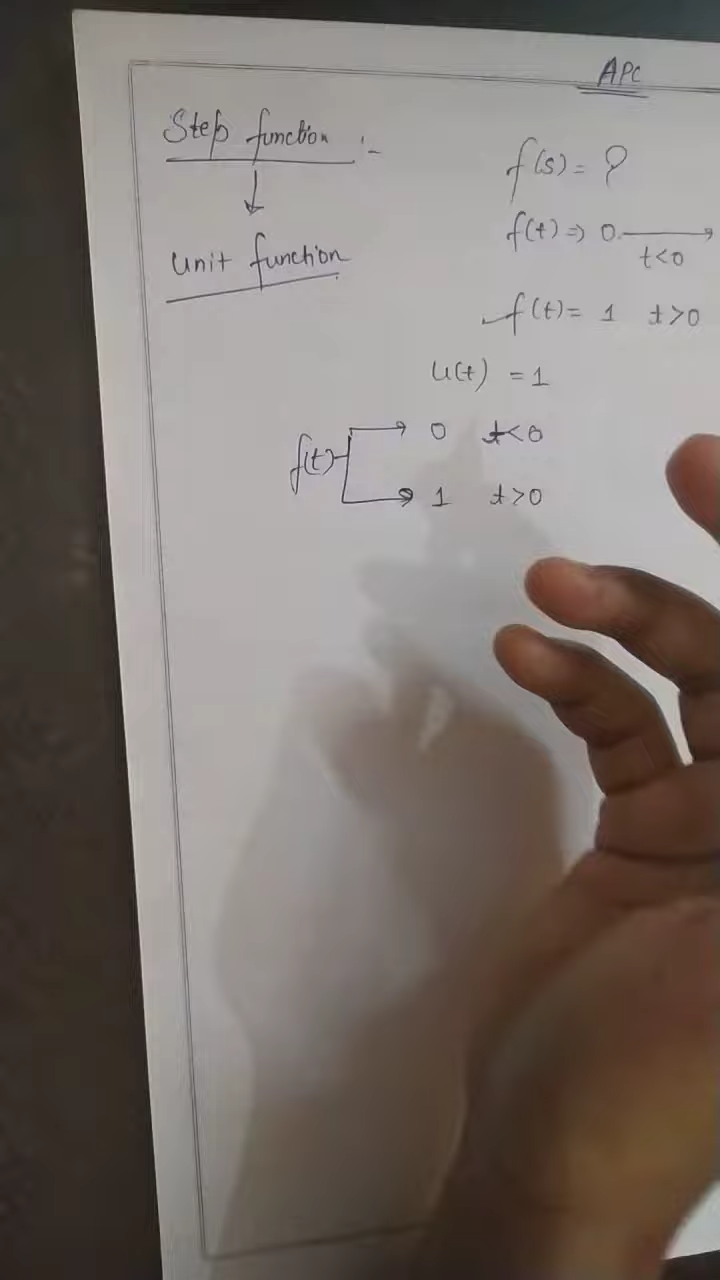 APC
Step function :-
↓
unit function
f(s) = ?
f(t) ⇒ 0 → t<0
f(t) = 1 t>0
u(t) = 1
f(t) → 0 t<0
→ 1 t>0